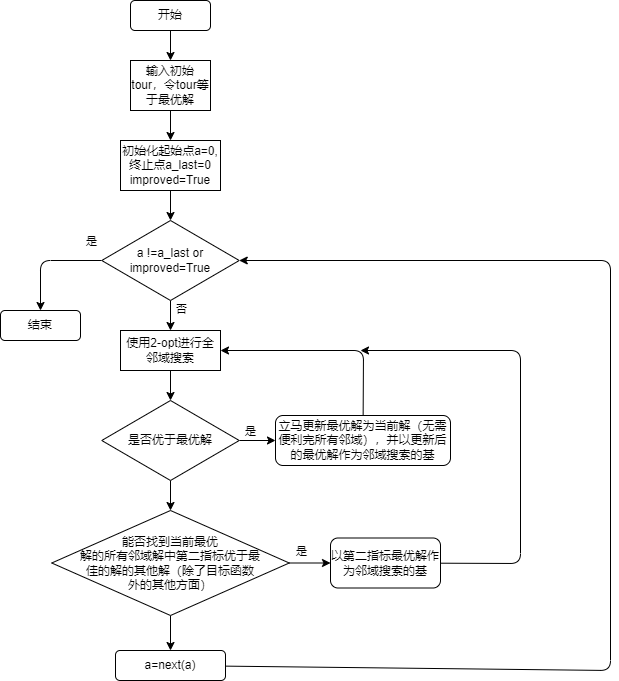 开始
输入初始
tour，令tour等
于最优解
初始化起始点a=0,
终止点a_last=0
improved=True
a !=a_last or
improved=True
是
否
结束
使用2-opt进行全
邻域搜索
是否优于最优解
是
立马更新最优解为当前解（无需
便利完所有邻域），并以更新后
的最优解作为邻域搜索的基
能否找到当前最优
解的所有邻域解中第二指标优于最
佳的解的其他解（除了目标函数
外的其他方面）
是
以第二指标最优解作
为邻域搜索的基
a=next(a)